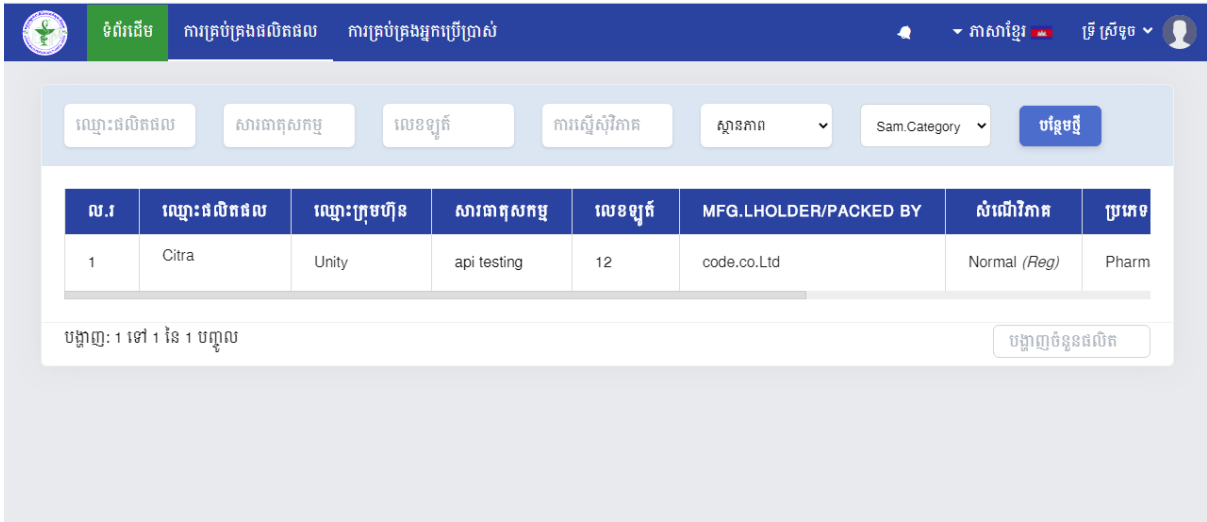 ទំព័រដើម ការគ្រប់គ្រងផលិតផល ការគ្រប់គ្រងអ្នកប្រើប្រាស់ ភាសាខ្មែរ ទ្រី ស្រីទូច
ឈ្មោះផលិតផល សារធាតុសកម្ម លេខឡូត៍ ការស្នើសុំវិភាគ ស្ថានភាព Sam.Category បន្ថែមថ្មី
ល.រ ឈ្មោះផលិតផល ឈ្មោះក្រុមហ៊ុន សារធាតុសកម្ម លេខឡូត៍ MFG.LHOLDER/PACKED BY សំណើវិភាគ ប្រភេទ
1 Citra Unity api testing 12 code.co.Ltd Normal (Reg) Pharm
បង្ហាញ: 1 ទៅ 1 នៃ 1 បញ្ចូល បង្ហាញចំនួនផលិត